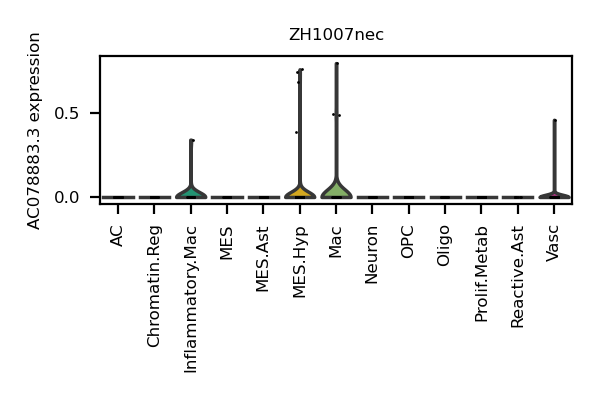 ZH1007nec
AC078883.3 expression
0.5
0.0
AC
Chromatin.Reg
Inflammatory.Mac
MES
MES.Ast
MES.Hyp
Mac
Neuron
OPC
Oligo
Prolif.Metab
Reactive.Ast
Vasc